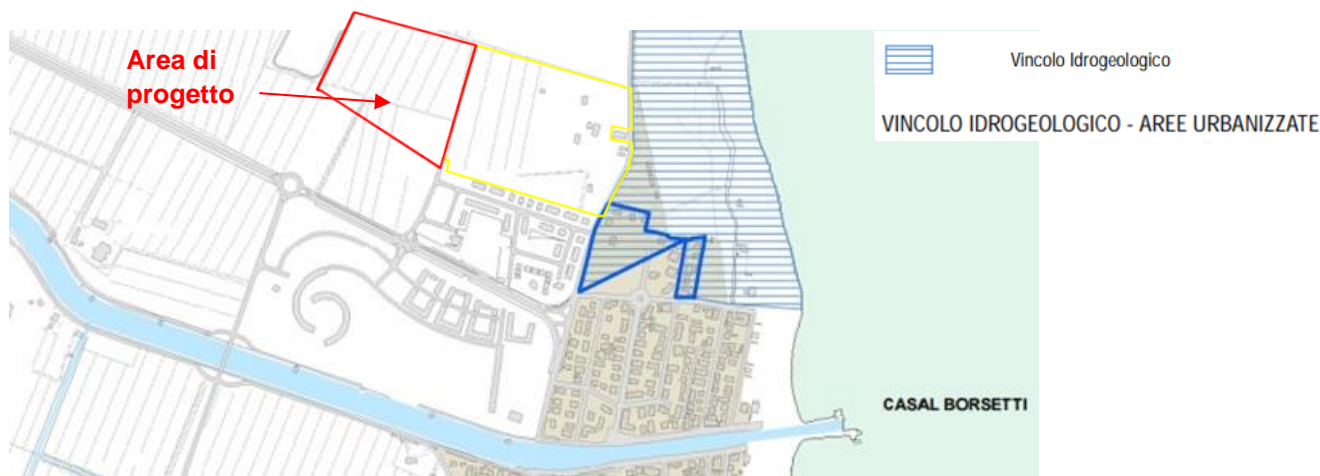 Area di
progetto
Vincolo Idrogeologico
VINCOLO IDROGEOLOGICO - AREE URBANIZZATE
CASAL BORSETTI